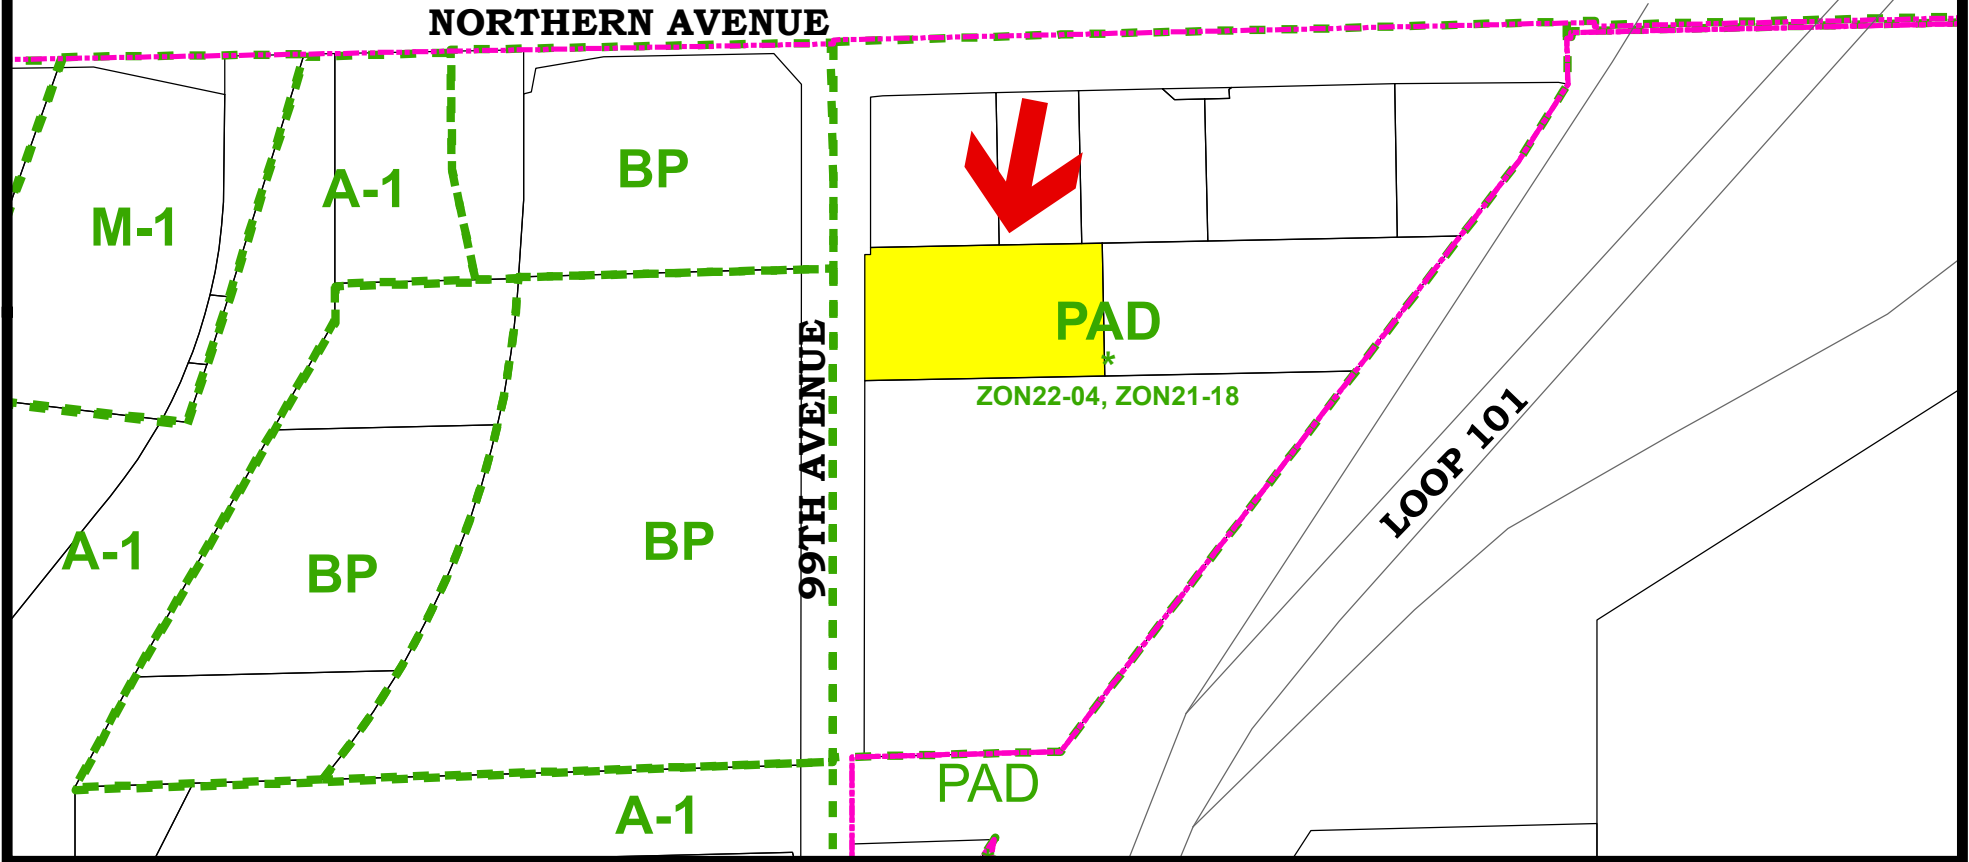 NORTHERN AVENUE
BP
A-1
M-1
PAD
*
ZON22-04, ZON21-18
99TH AVENUE
LOOP 101
A-1
BP
BP
PAD
A-1